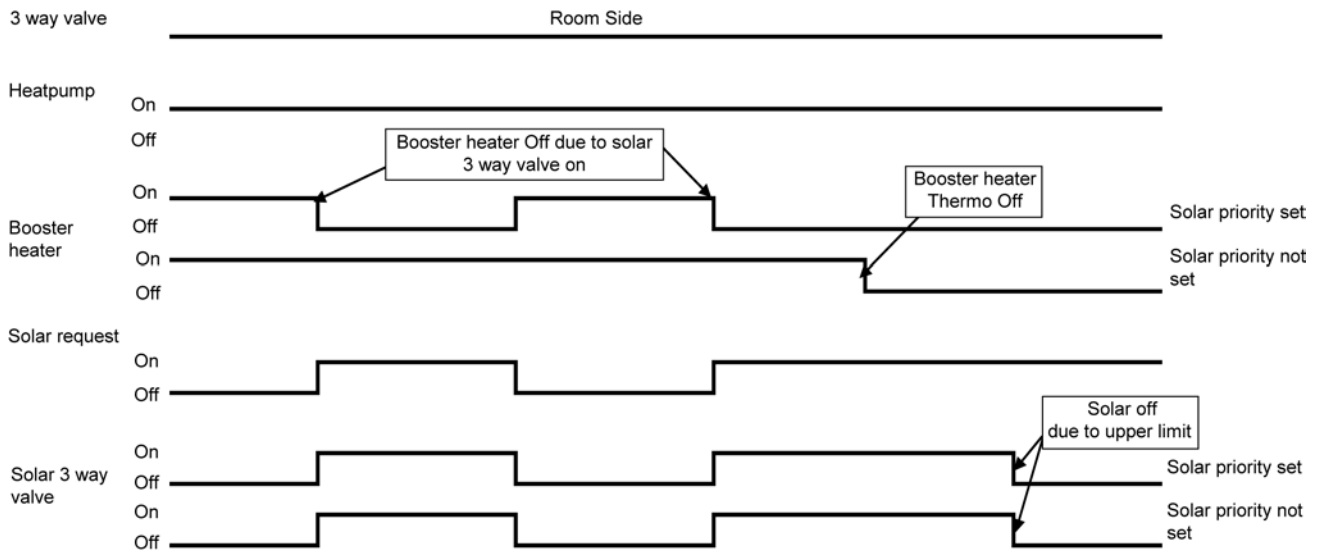 3 way valve
Room Side
Heatpump
On
Off
Booster heater Off due to solar
3 way valve on
Booster heater
Thermo Off
Booster
heater
On
Off
Solar priority set
On
Off
Solar priority not
set
Solar request
On
Off
Solar off
due to upper limit
Solar 3 way
valve
On
Off
Solar priority set
On
Off
Solar priority not
set